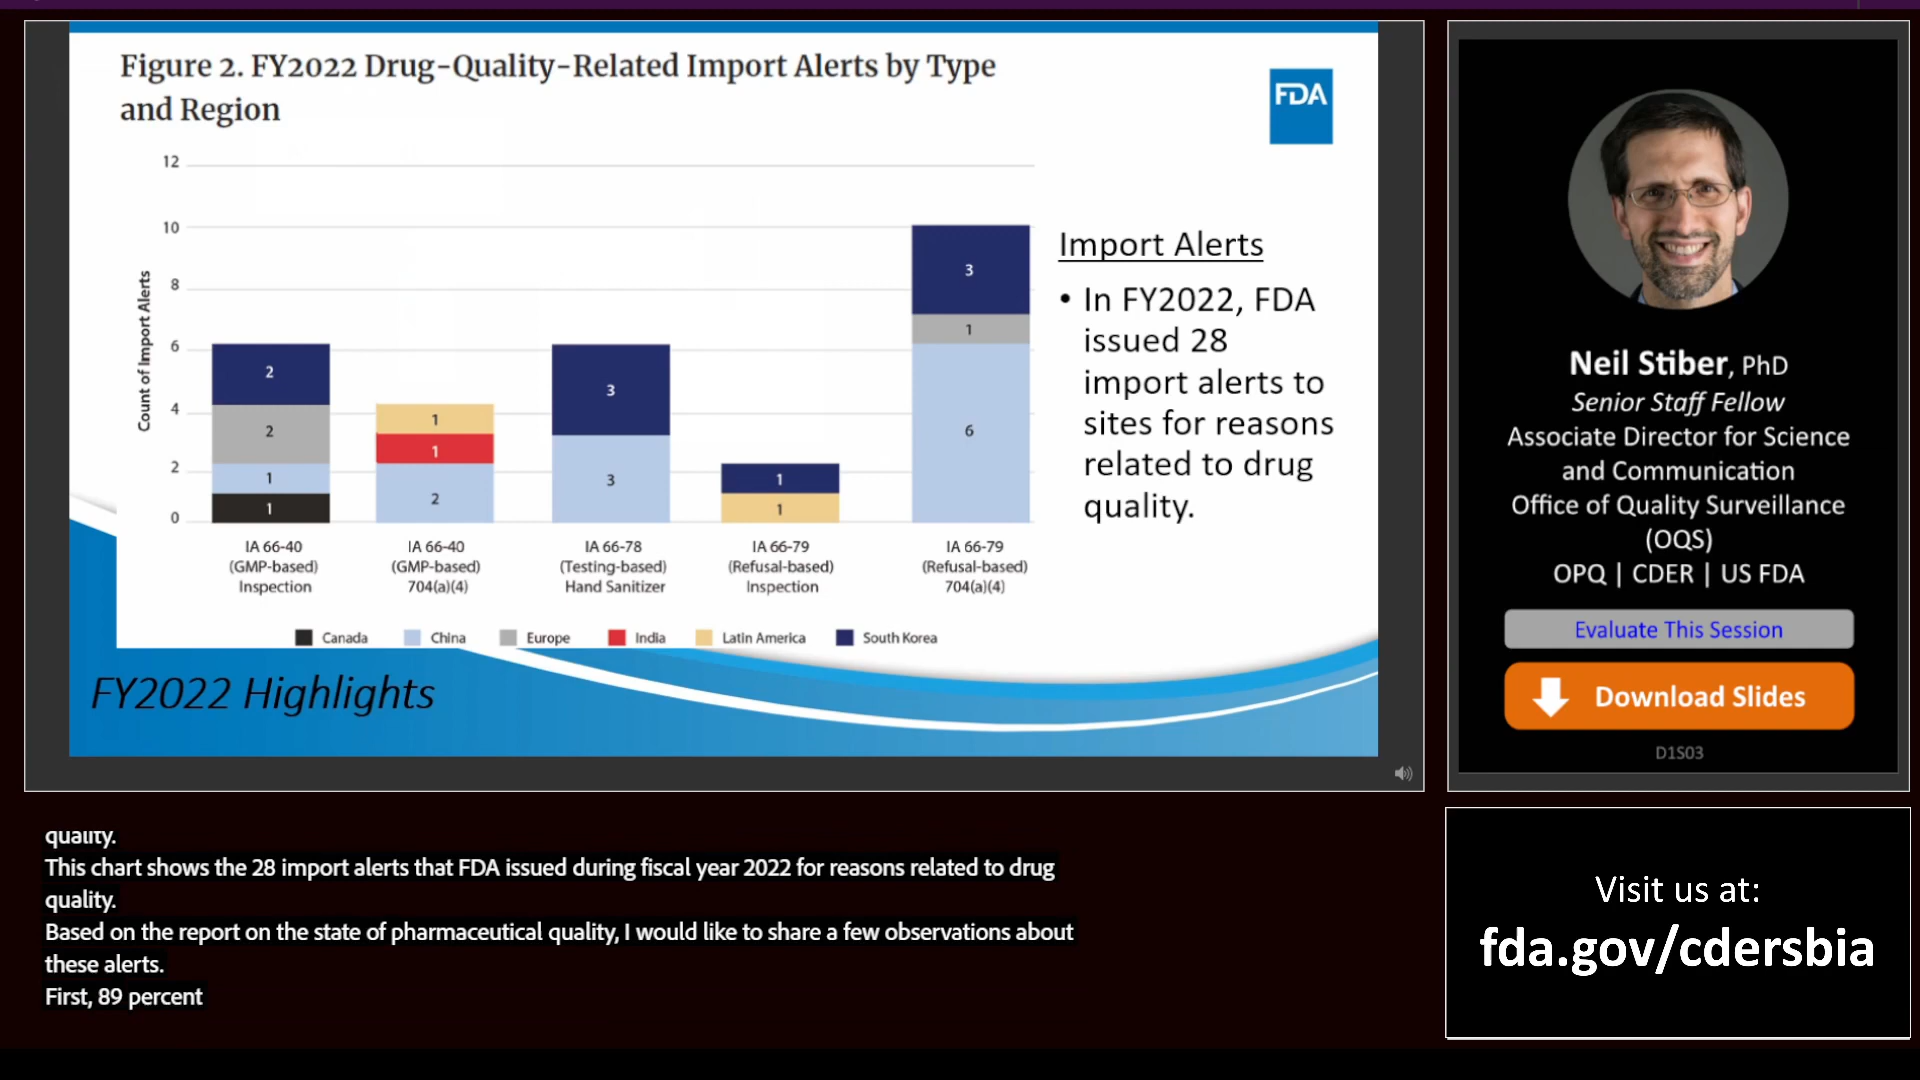 Figure 2. FY2022 Drug-Quality-Related Import Alerts by Type
and Region
FDA
12
10
8
6
4
2
0
Count of Import Alerts
2
2
1
1
1
1
2
3
3
1
1
3
1
6
IA 66-40
(GMP-based)
Inspection
IA 66-40
(GMP-based)
704(a)(4)
IA 66-78
(Testing-based)
Hand Sanitizer
IA 66-79
(Refusal-based)
Inspection
IA 66-79
(Refusal-based)
704(a)(4)
Canada China Europe India Latin America South Korea
Import Alerts
• In FY2022, FDA
issued 28
import alerts to
sites for reasons
related to drug
quality.
FY2022 Highlights
Neil Stiber, PhD
Senior Staff Fellow
Associate Director for Science
and Communication
Office of Quality Surveillance
(OQS)
OPQ | CDER | US FDA
Evaluate This Session
Download Slides
D1S03
quality.
This chart shows the 28 import alerts that FDA issued during fiscal year 2022 for reasons related to drug
quality.
Based on the report on the state of pharmaceutical quality, I would like to share a few observations about
these alerts.
First, 89 percent
Visit us at:
fda.gov/cdersbia